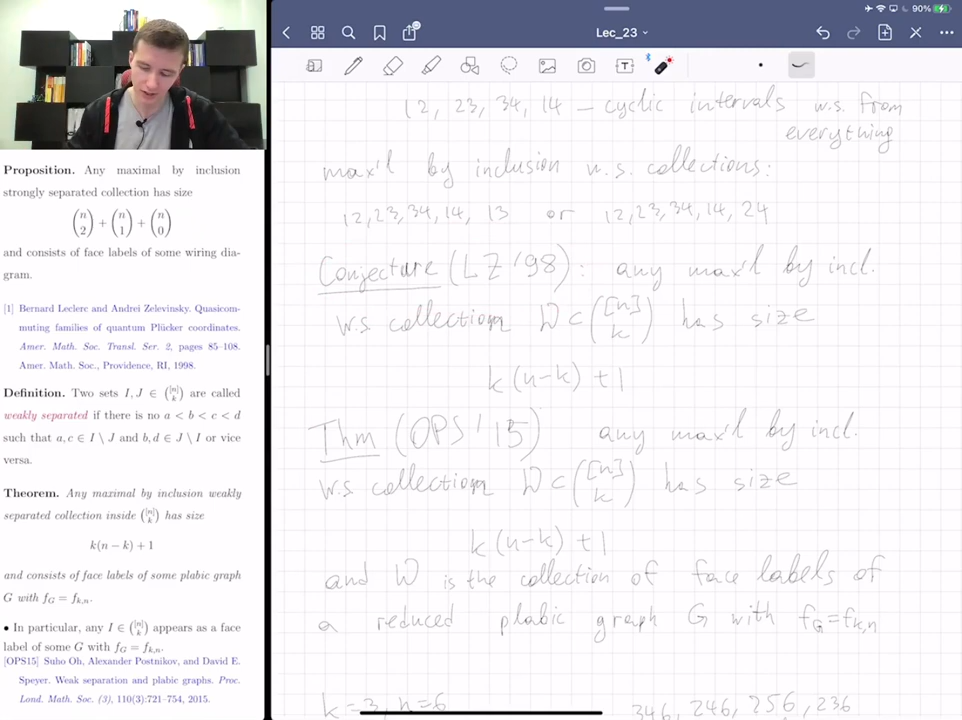 90%
Lec_23
Proposition. Any maximal by inclusion
strongly separated collection has size
(n 2) + (n 1) + (n 0)
and consists of face labels of some wiring dia-
gram.
[1] Bernard Leclerc and Andrei Zelevinsky. Quasicom-
muting families of quantum Plücker coordinates.
Amer. Math. Soc. Transl. Ser. 2, pages 85–108.
Amer. Math. Soc., Providence, RI, 1998.
Definition. Two sets I, J ∈ ([n] k) are called
weakly separated if there is no a < b < c < d
such that a, c ∈ I \ J and b, d ∈ J \ I or vice
versa.
Theorem. Any maximal by inclusion weakly
separated collection inside ([n] k) has size
k(n − k) + 1
and consists of face labels of some plabic graph
G with f_G = f_{k,n}.
• In particular, any I ∈ ([n] k) appears as a face
label of some G with f_G = f_{k,n}.
[OPS15] Suho Oh, Alexander Postnikov, and David E.
Speyer. Weak separation and plabic graphs. Proc.
Lond. Math. Soc. (3), 110(3):721–754, 2015.
12, 23, 34, 14 – cyclic intervals w.s. from
everything
max'l by inclusion w.s. collections:
12,23,34,14, 13 or 12,23,34,14, 24
Conjecture (LZ '98): any max'l by incl.
w.s. collection W ⊂ ([n] k) has size
k(n-k)+1
Thm (OPS '15) any max'l by incl.
w.s. collection W ⊂ ([n] k) has size
k(n-k)+1
and W is the collection of face labels of
a reduced plabic graph G with f_G = f_{k,n}
k=3, n=6 346, 246, 256, 236